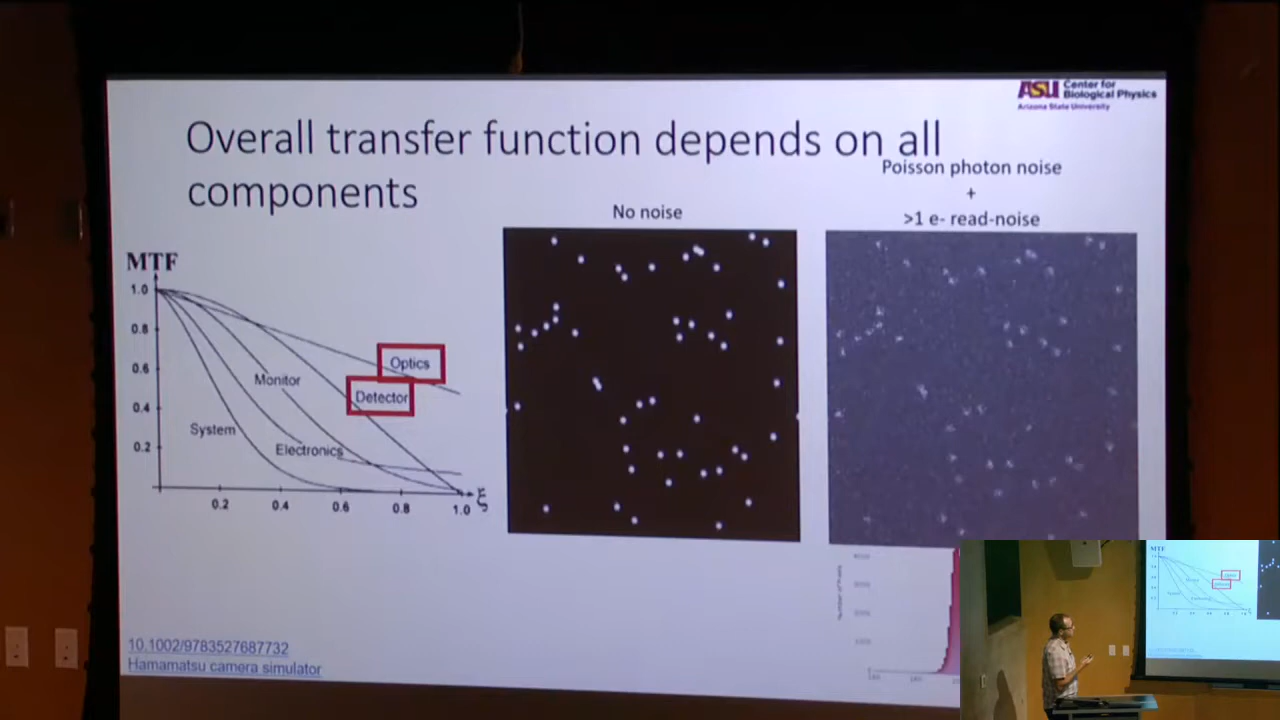 ASU Center for
Biological Physics
Arizona State University
Overall transfer function depends on all
components
Poisson photon noise
+
>1 e- read-noise
No noise
MTF
1.0
0.8
0.6
0.4
0.2
Optics
Monitor
Detector
System
Electronics
0.2
0.4
0.6
0.8
1.0
ξ
10.1002/9783527687732
Hamamatsu camera simulator